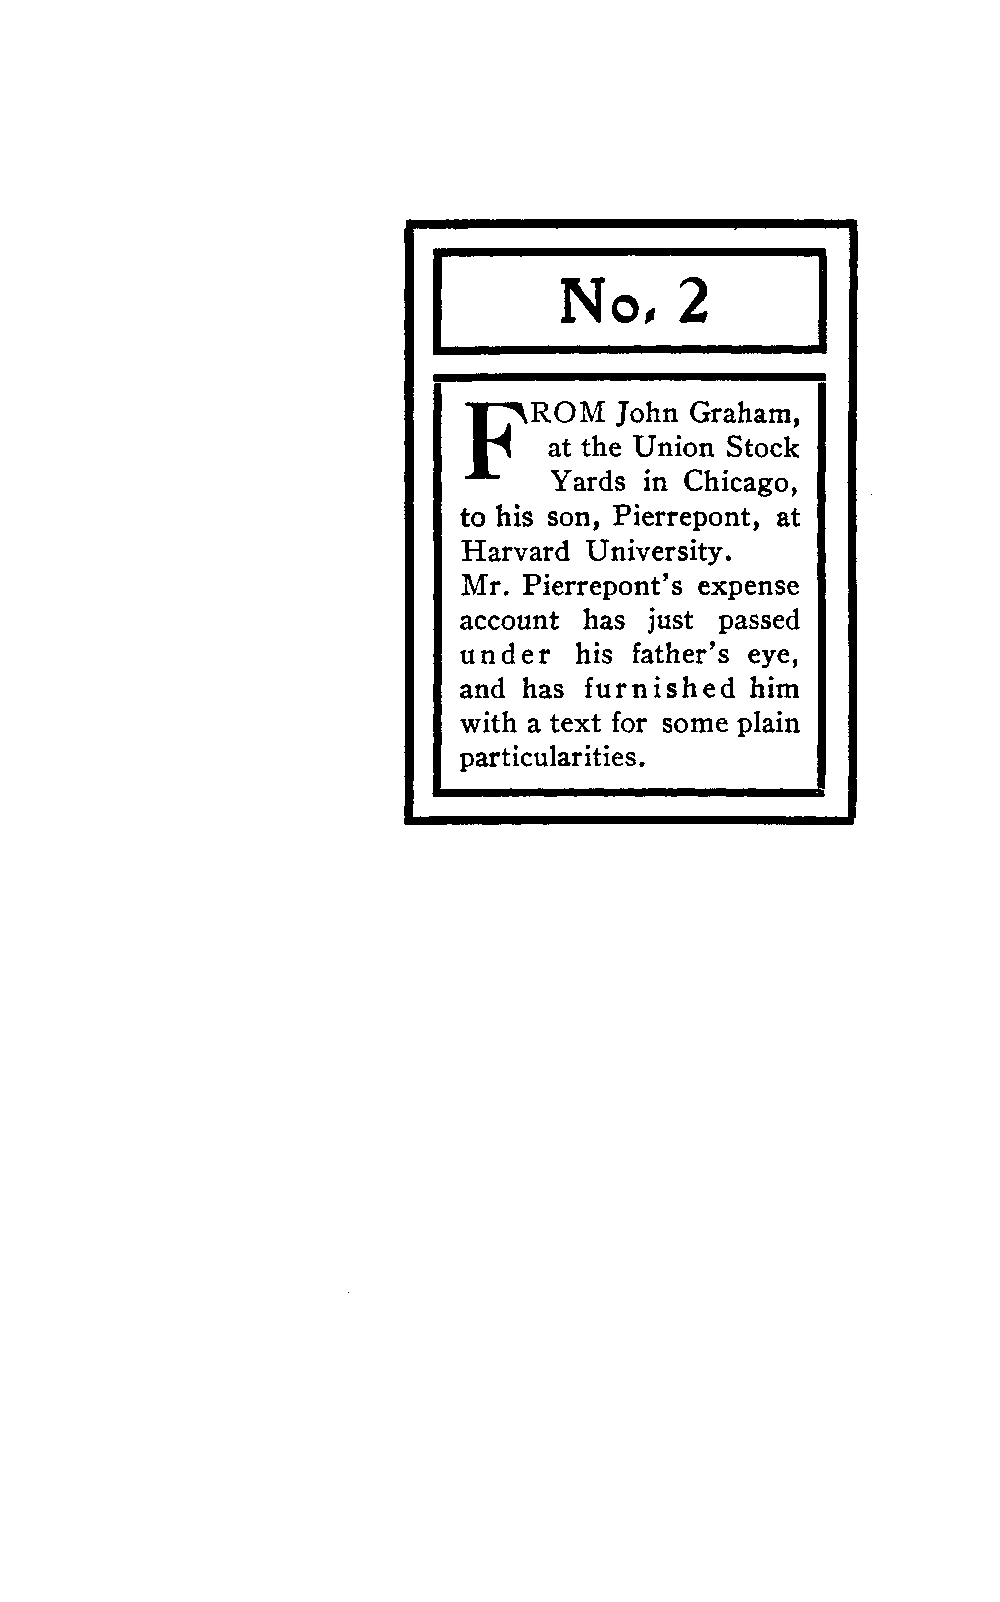 No. 2
FROM John Graham,
at the Union Stock
Yards in Chicago,
to his son, Pierrepont, at
Harvard University.
Mr. Pierrepont's expense
account has just passed
under his father's eye,
and has furnished him
with a text for some plain
particularities.